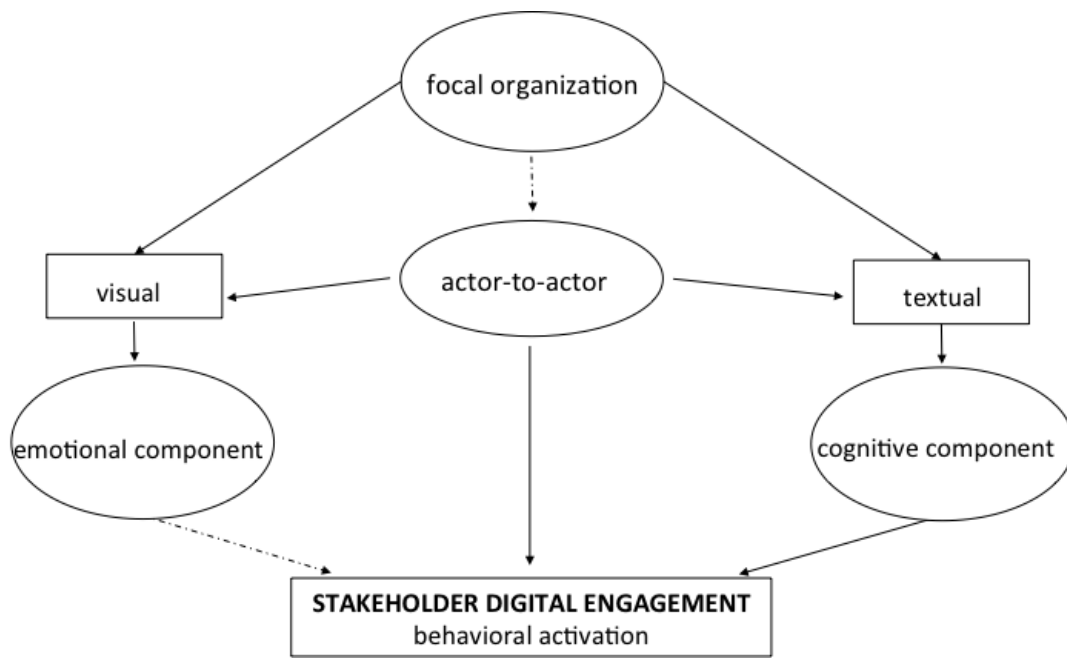 focal organization
visual
actor-to-actor
textual
emotional component
cognitive component
STAKEHOLDER DIGITAL ENGAGEMENT
behavioral activation